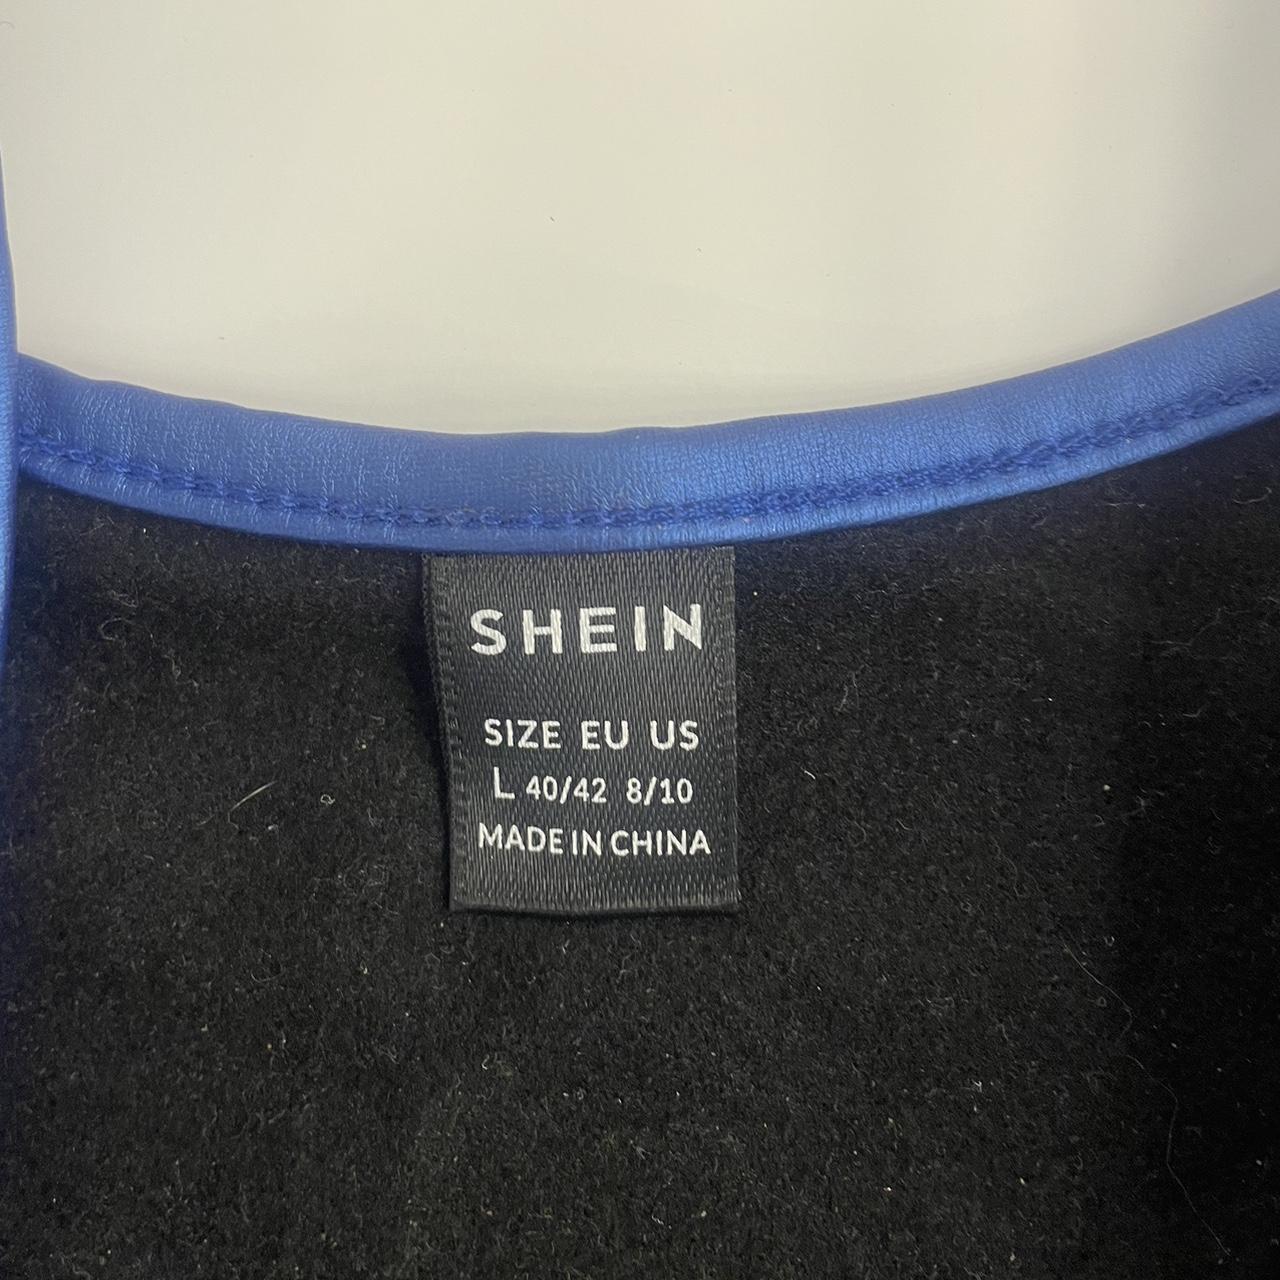 SHEIN
SIZE EU US
L 40/42 8/10
MADE IN CHINA